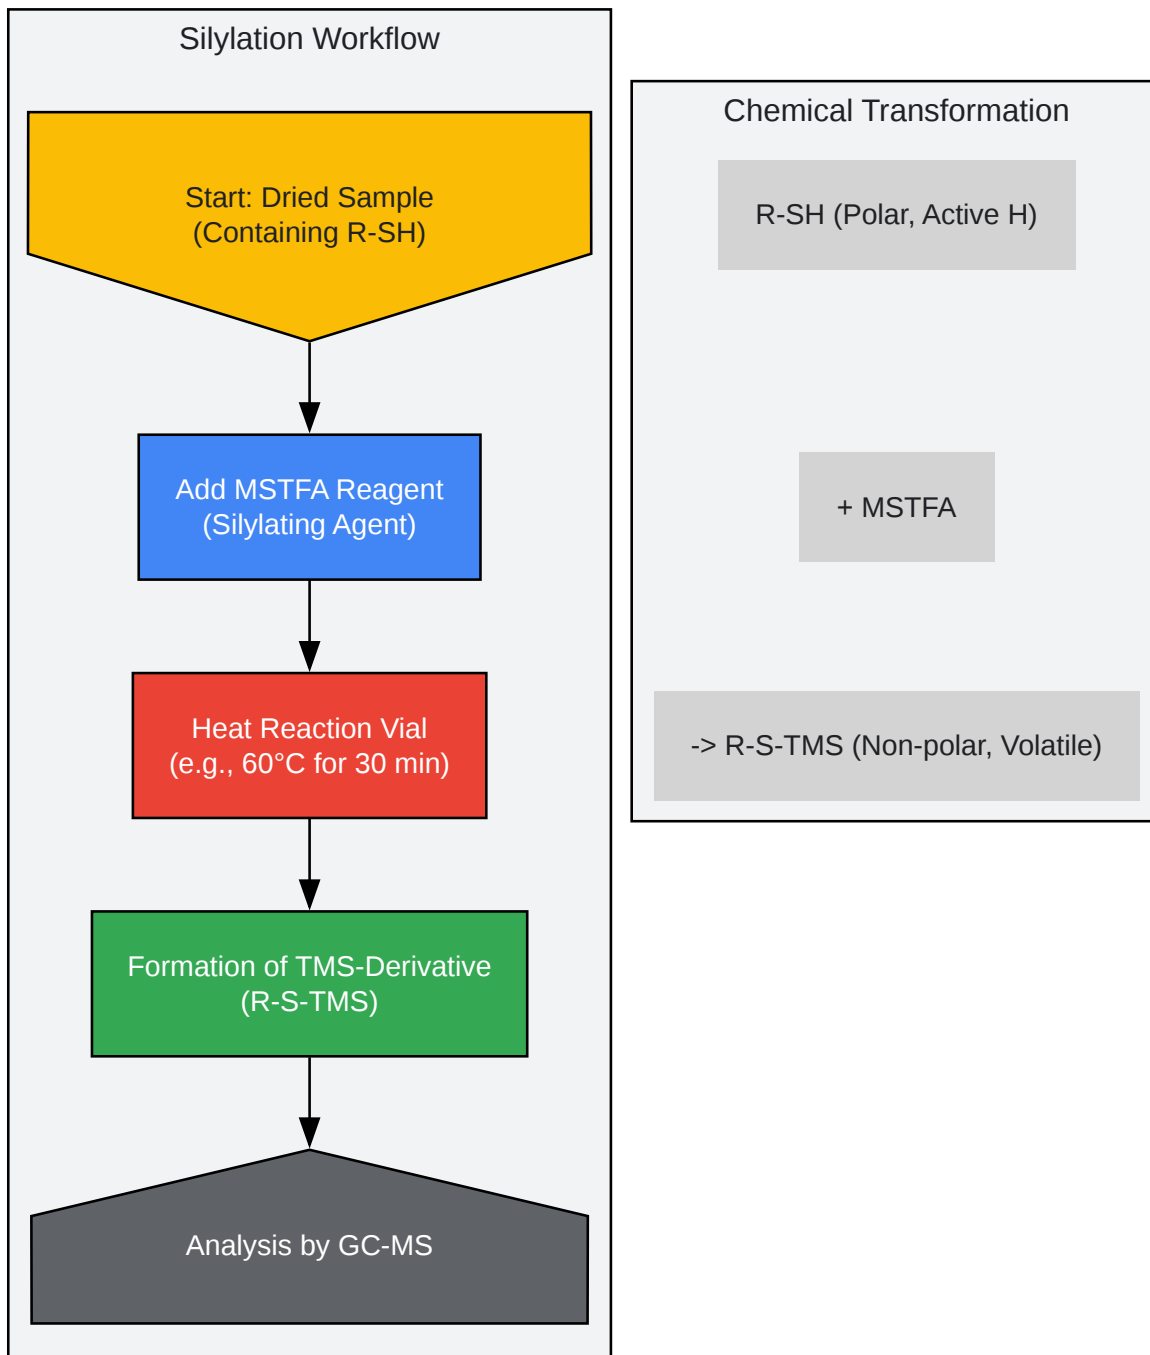 Silylation Workflow
Start: Dried Sample
(Containing R-SH)
Add MSTFA Reagent
(Silylating Agent)
Heat Reaction Vial
(e.g., 60°C for 30 min)
Formation of TMS-Derivative
(R-S-TMS)
Analysis by GC-MS
Chemical Transformation
R-SH (Polar, Active H)
+ MSTFA
-> R-S-TMS (Non-polar, Volatile)